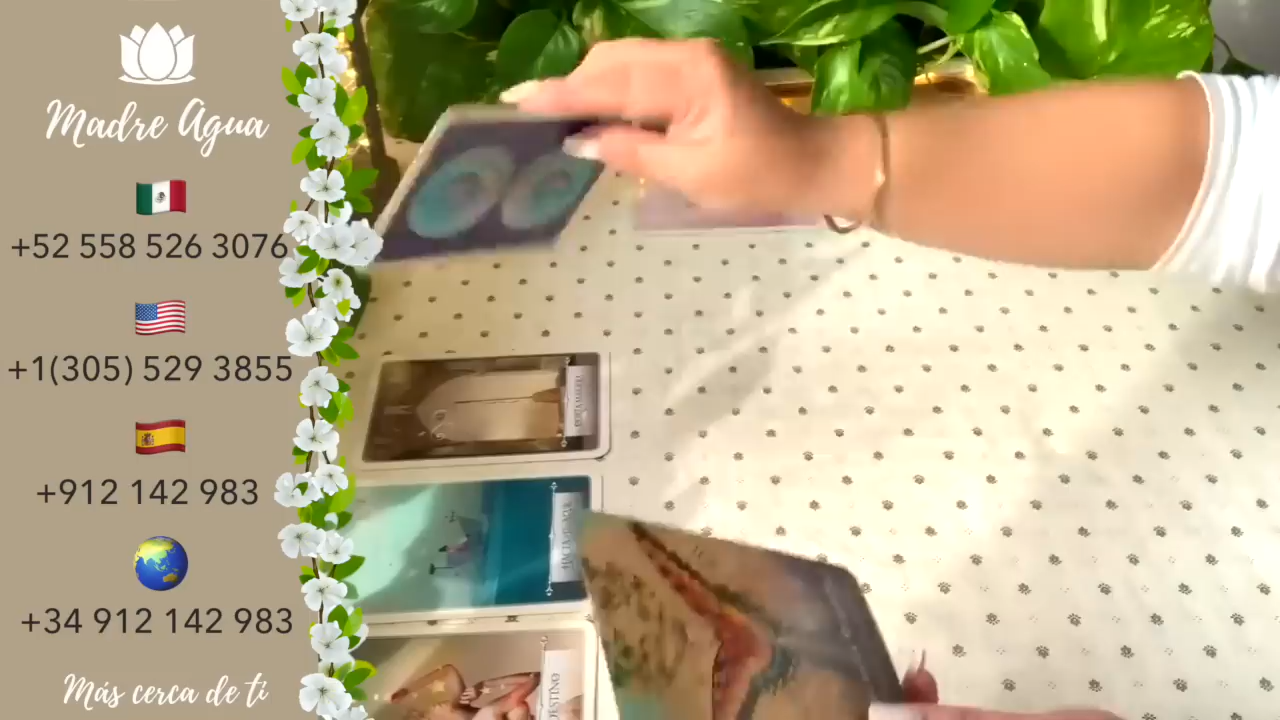 Madre Agua
+52 558 526 3076
+1(305) 529 3855
+912 142 983
+34 912 142 983
Más cerca de ti
DESTINO